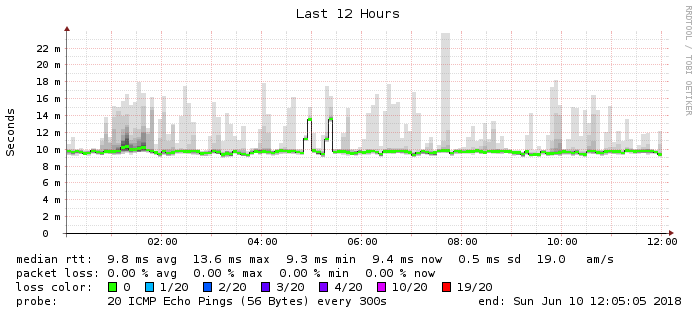 Last 12 Hours
RRDTOOL / TOBI OETIKER
Seconds
22 m
20 m
18 m
16 m
14 m
12 m
10 m
8 m
6 m
4 m
2 m
0
02:00 04:00 06:00 08:00 10:00 12:00
median rtt: 9.8 ms avg 13.6 ms max 9.3 ms min 9.4 ms now 0.5 ms sd 19.0 am/s
packet loss: 0.00 % avg 0.00 % max 0.00 % min 0.00 % now
loss color: 0 1/20 2/20 3/20 4/20 10/20 19/20
probe: 20 ICMP Echo Pings (56 Bytes) every 300s end: Sun Jun 10 12:05:05 2018